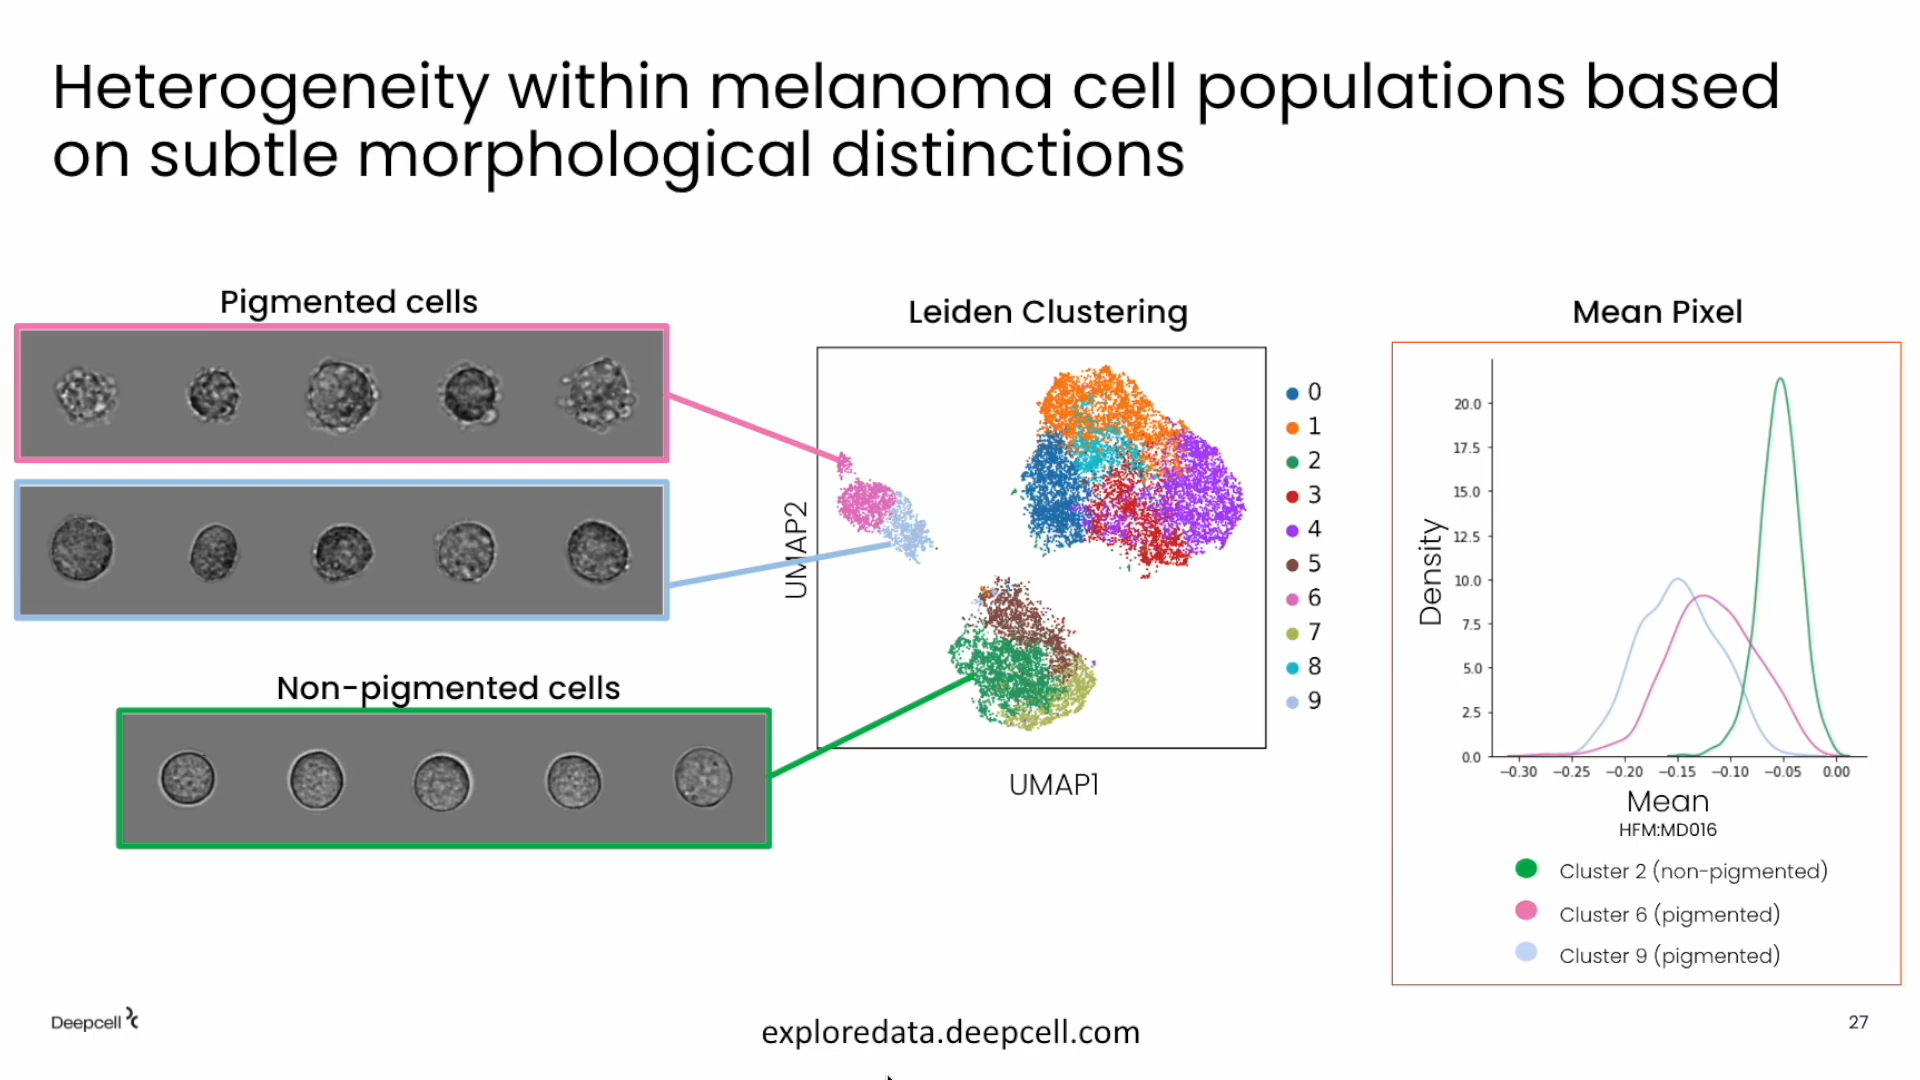 Heterogeneity within melanoma cell populations based
on subtle morphological distinctions
Pigmented cells
Non-pigmented cells
Leiden Clustering
UMAP2
UMAP1
0
1
2
3
4
5
6
7
8
9
Mean Pixel
Density
20.0
17.5
15.0
12.5
10.0
7.5
5.0
2.5
0.0
−0.30 −0.25 −0.20 −0.15 −0.10 −0.05 0.00
Mean
HFM:MD016
Cluster 2 (non-pigmented)
Cluster 6 (pigmented)
Cluster 9 (pigmented)
Deepcell
exploredata.deepcell.com
27